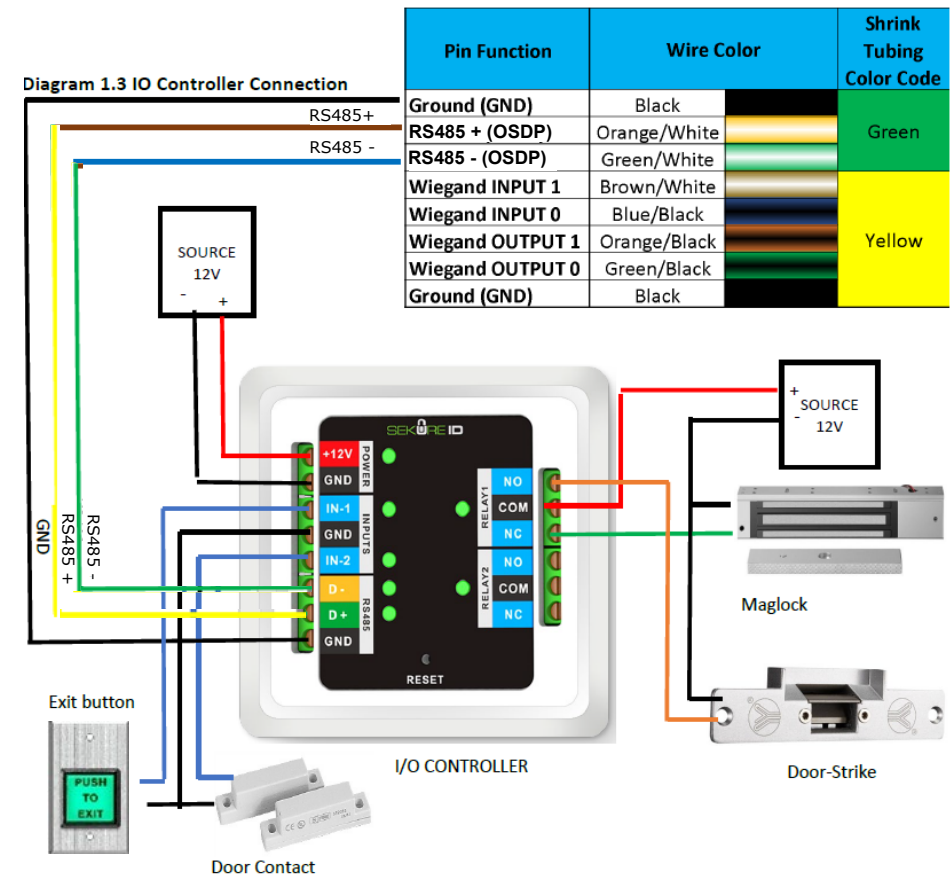 Diagram 1.3 IO Controller Connection
Pin Function
Wire Color
Shrink
Tubing
Color Code
Ground (GND)
Black
RS485 + (OSDP)
Orange/White
RS485 - (OSDP)
Green/White
Green
Wiegand INPUT 1
Brown/White
Wiegand INPUT 0
Blue/Black
Wiegand OUTPUT 1
Orange/Black
Wiegand OUTPUT 0
Green/Black
Ground (GND)
Black
Yellow
RS485+
RS485 -
SOURCE
12V
- +
GND
RS485 +
RS485 -
SEKURE ID
+12V
GND
POWER
IN-1
GND
IN-2
INPUTS
D -
D +
GND
RS485
NO
COM
NC
RELAY1
NO
COM
NC
RELAY2
RESET
I/O CONTROLLER
+
-
SOURCE
12V
Maglock
Door-Strike
Exit button
PUSH
TO
EXIT
Door Contact